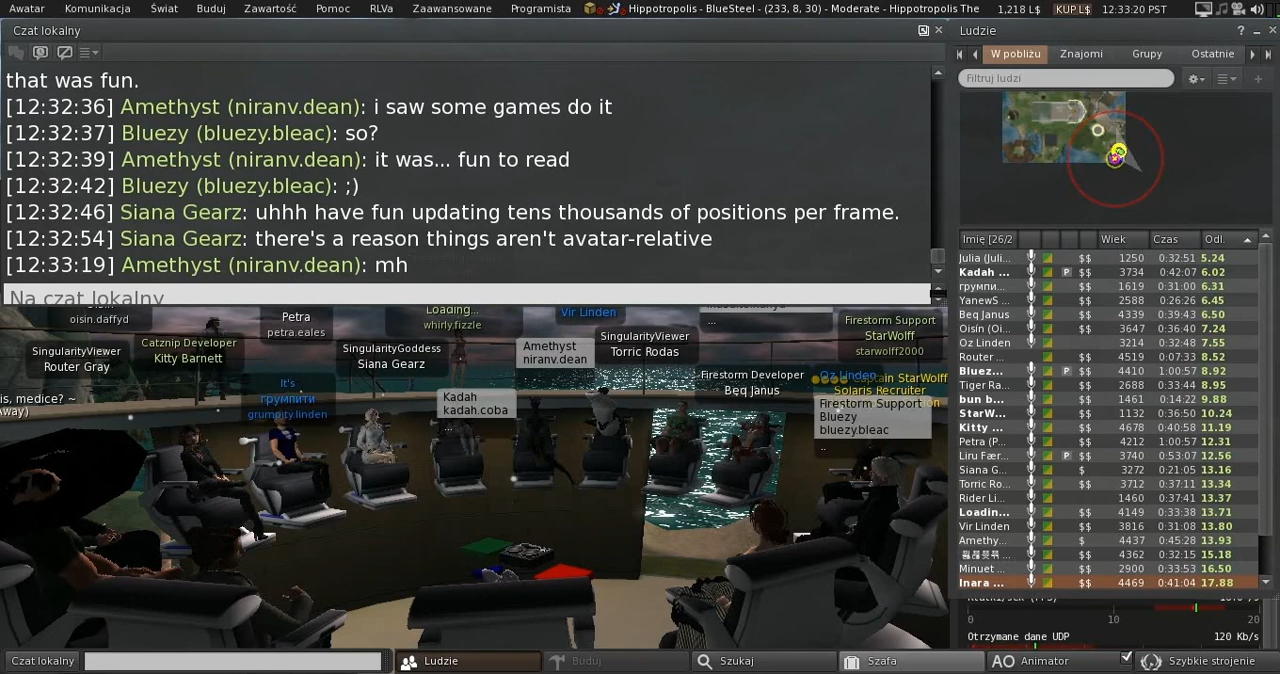 Awatar Komunikacja Świat Buduj Zawartość Pomoc RLVa Zaawansowane Programista Hippotropolis - BlueSteel - (233, 8, 30) - Moderate - Hippotropolis The 1,218 L$ KUP L$ 12:33:20 PST
Czat lokalny
that was fun.
[12:32:36] Amethyst (niranv.dean): i saw some games do it
[12:32:37] Bluezy (bluezy.bleac): so?
[12:32:39] Amethyst (niranv.dean): it was... fun to read
[12:32:42] Bluezy (bluezy.bleac): ;)
[12:32:46] Siana Gearz: uhhh have fun updating tens thousands of positions per frame.
[12:32:54] Siana Gearz: there's a reason things aren't avatar-relative
[12:33:19] Amethyst (niranv.dean): mh
Na czat lokalny
oisin.daffyd
Petra
petra.eales
Loading...
whirly.fizzle
Vir Linden
...
Firestorm Support
StarWolff
starwolff2000
SingularityViewer
Router Gray
Catznip Developer
Kitty Barnett
SingularityGoddess
Siana Gearz
Amethyst
niranv.dean
SingularityViewer
Torric Rodas
It's
грумпити
grumpity.linden
is, medice? ~
Away)
Kadah
kadah.coba
Firestorm Developer
Beq Janus
Oz Linden
Captain StarWolff
Solaris Recruiter
Firestorm Support
Bluezy
bluezy.bleac
..
Ludzie
W pobliżu Znajomi Grupy Ostatnie
Filtruj ludzi
Imię [26/2 Wiek Czas Odl.
Julia (Juli... $$ 1250 0:32:51 5.24
Kadah ... P $$ 3734 0:42:07 6.02
грумпи... $$ 1619 0:31:00 6.31
YanewS ... $$ 2588 0:26:26 6.45
Beq Janus $$ 4339 0:39:43 6.50
Oisín (Oi... $$ 3647 0:36:40 7.24
Oz Linden 3214 0:32:48 7.55
Router ... $$ 4519 0:07:33 8.52
Bluez... P $$ 4410 1:00:57 8.92
Tiger Ra... $$ 2688 0:33:44 8.95
bun b... $$ 1461 0:14:22 9.88
StarW... $$ 1132 0:36:50 10.24
Kitty ... $$ 4678 0:40:58 11.19
Petra (P... $$ 4212 1:00:57 12.31
Liru Fær... P $$ 3740 0:53:07 12.56
Siana G... $ 3272 0:21:05 13.16
Torric Ro... $$ 3712 0:37:11 13.34
Rider Li... 1460 0:37:41 13.37
Loadin... $$ 4149 0:33:38 13.71
Vir Linden $$ 3816 0:31:08 13.80
Amethy... $ 4437 0:45:28 13.93
$$ 4362 0:32:15 15.18
Minuet ... $$ 2900 0:33:53 16.50
Inara ... $$ 4469 0:41:04 17.88
0 10 20
Otrzymane dane UDP 120 Kb/s
Czat lokalny Ludzie Buduj Szukaj Szafa AO Animator Szybkie strojenie